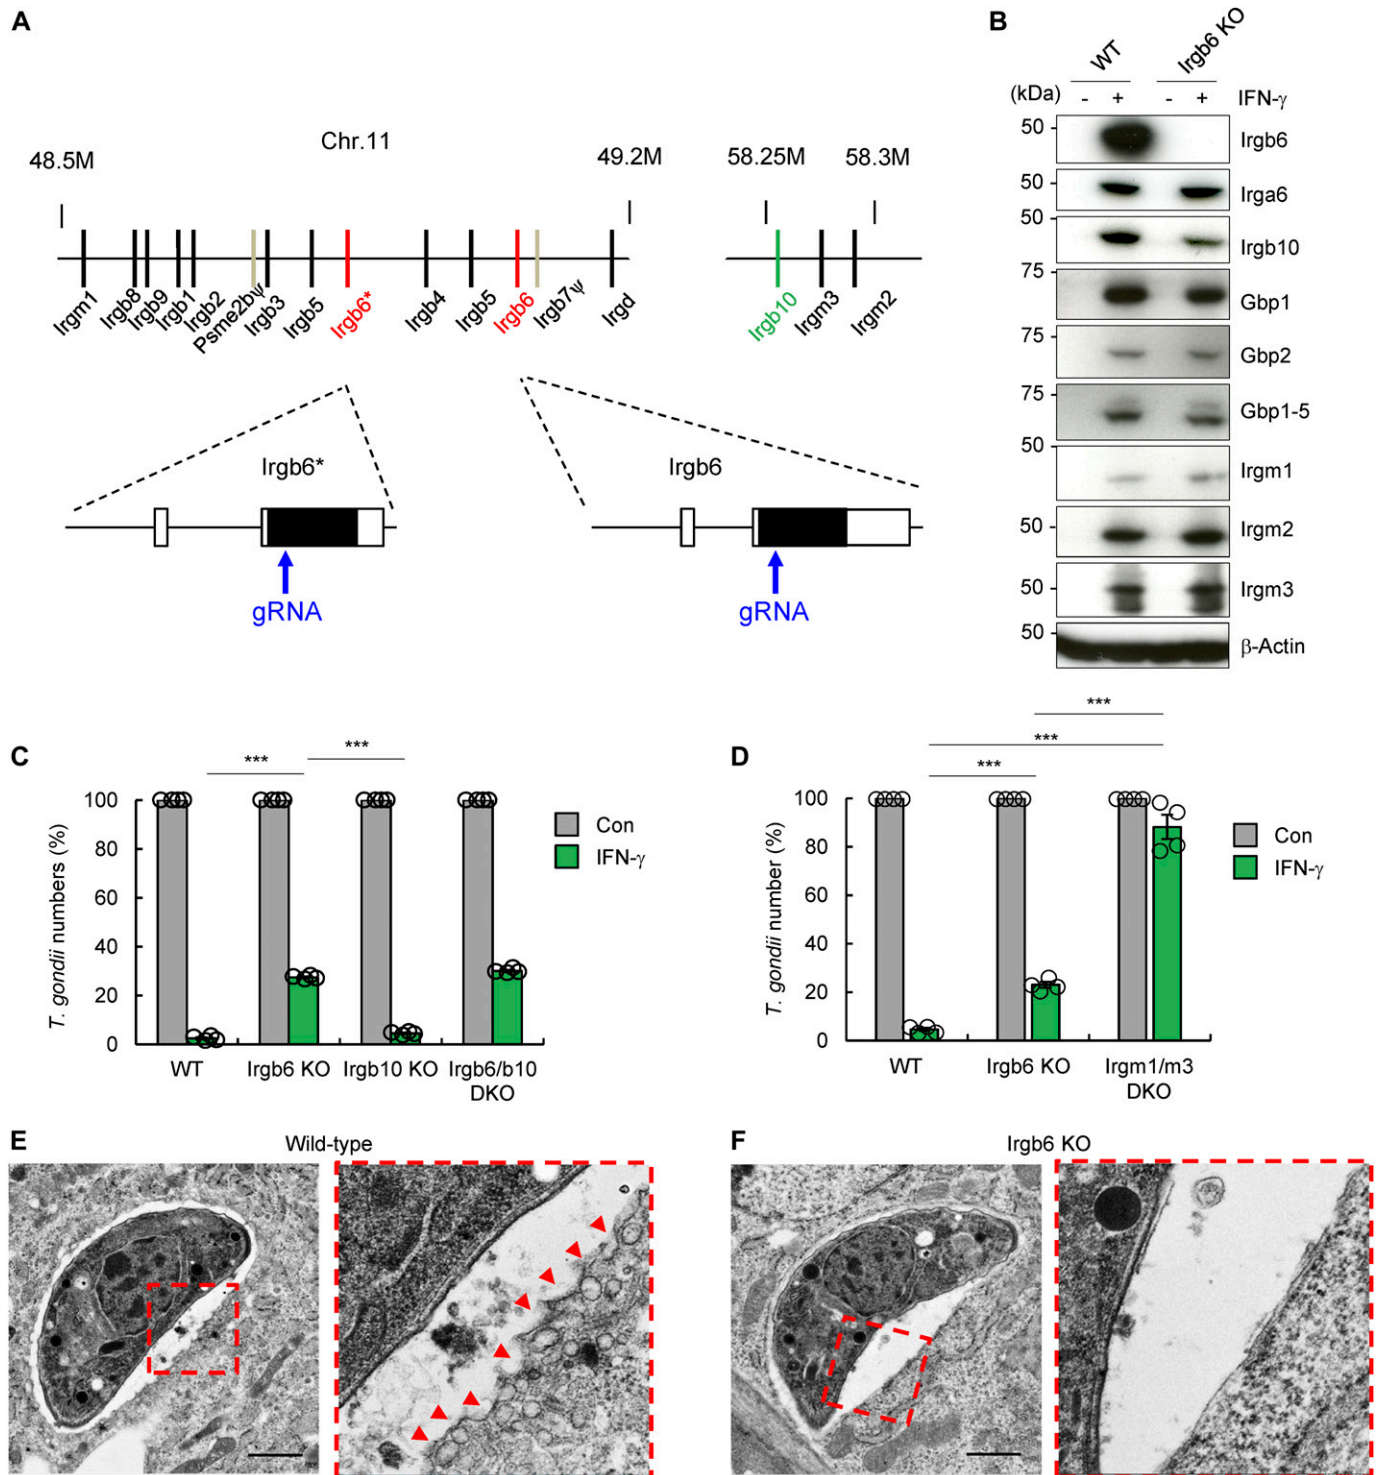 A
Chr.11
48.5M
49.2M
58.25M
58.3M
Irgm1
Irgb8
Irgb9
Irgb1
Irgb2
Psme2bψ
Irgb3
Irgb5
Irgb6*
Irgb4
Irgb5
Irgb6
Irgb7ψ
Irgd
Irgb10
Irgm3
Irgm2
Irgb6*
Irgb6
gRNA
gRNA
B
WT
Irgb6 KO
(kDa)
- + - + IFN-γ
50 Irgb6
50 Irga6
50 Irgb10
75 Gbp1
75 Gbp2
75 Gbp1-5
50 Irgm1
50 Irgm2
50 Irgm3
50 β-Actin
C
*** ***
T. gondii numbers (%)
100
80
60
40
20
0
WT
Irgb6 KO
Irgb10 KO
Irgb6/b10
DKO
Con
IFN-γ
D
***
***
***
T. gondii number (%)
100
80
60
40
20
0
WT
Irgb6 KO
Irgm1/m3
DKO
Con
IFN-γ
E
Wild-type
F
Irgb6 KO